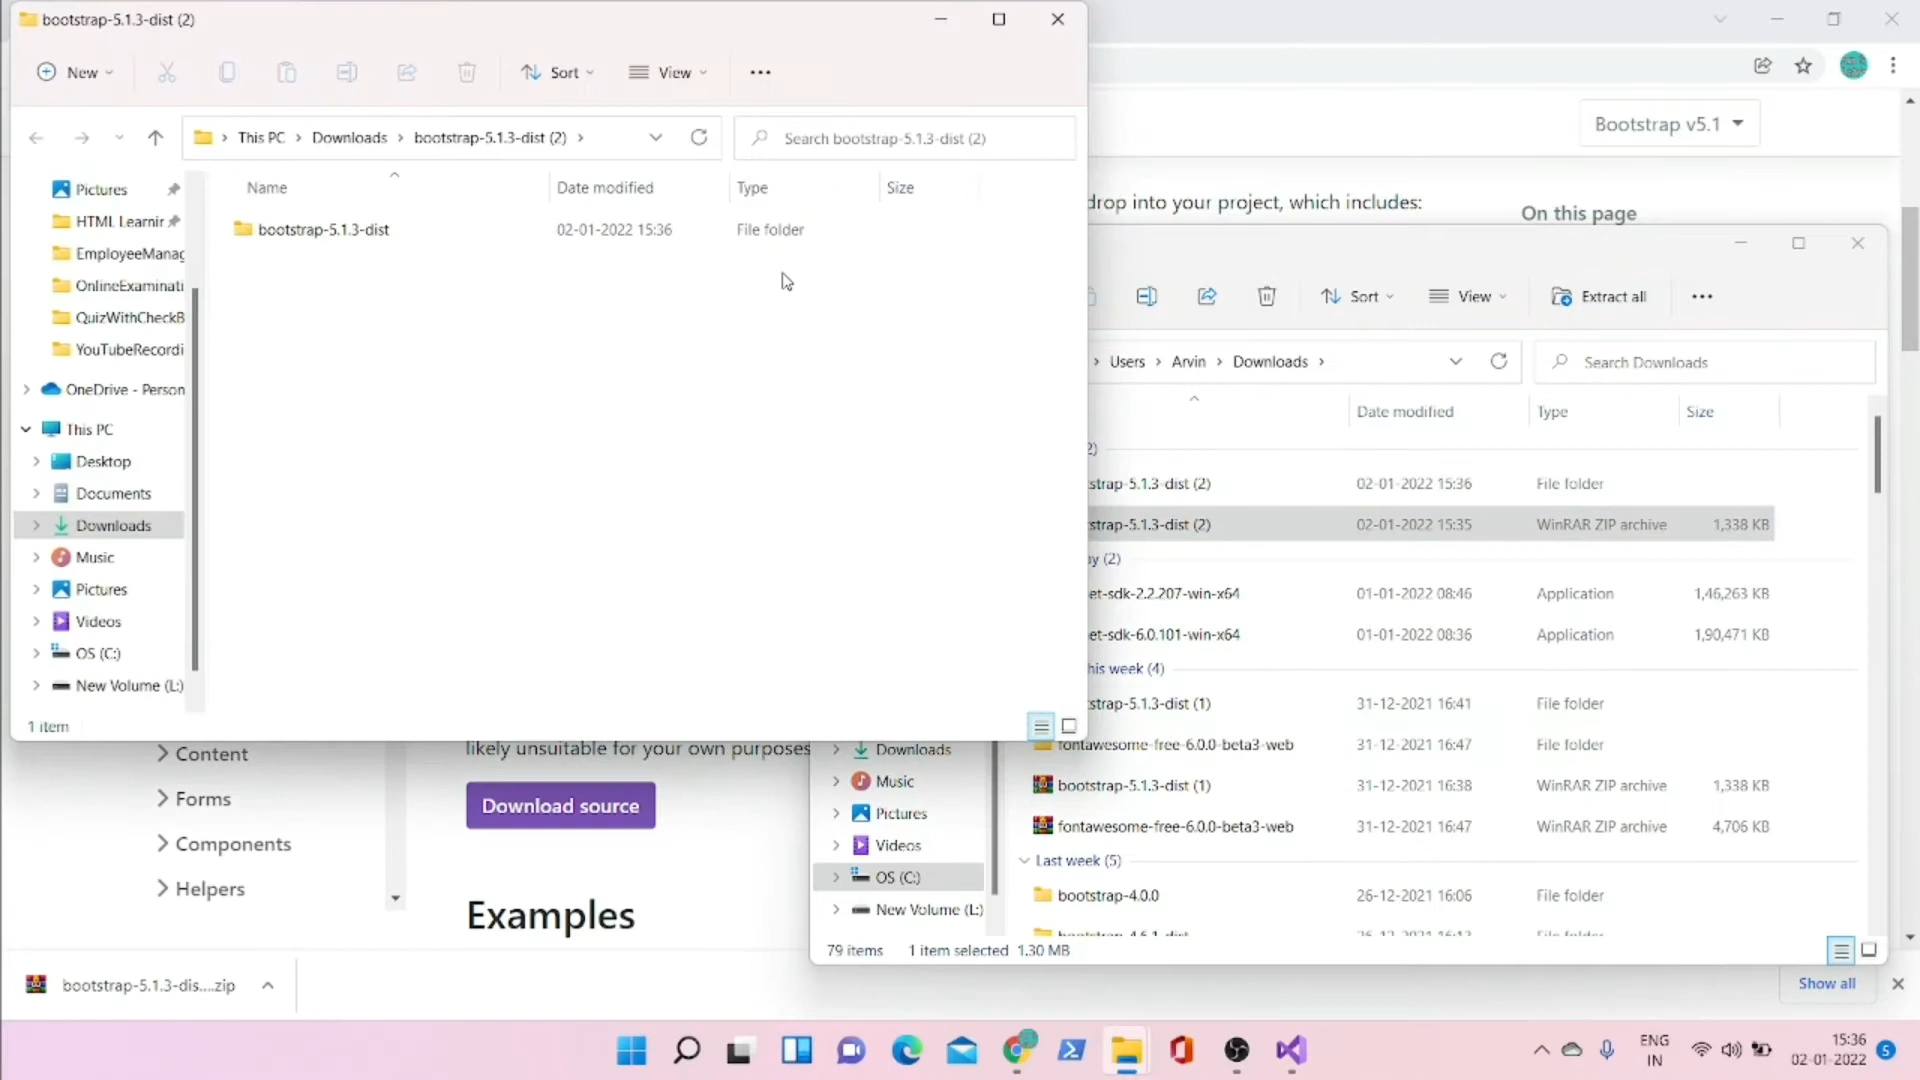 bootstrap-5.1.3-dist (2)
New
Sort
View
This PC
Downloads
bootstrap-5.1.3-dist (2)
Search bootstrap-5.1.3-dist (2)
Name
Date modified
Type
Size
bootstrap-5.1.3-dist
02-01-2022 15:36
File folder
Pictures
HTML Learnir
EmployeeManag
OnlineExaminati
QuizWithCheckB
YouTubeRecordi
OneDrive - Person
This PC
Desktop
Documents
Downloads
Music
Pictures
Videos
OS (C:)
New Volume (L:)
1 item
Bootstrap v5.1
drop into your project, which includes:
On this page
Sort
View
Extract all
Users
Arvin
Downloads
Search Downloads
Date modified
Type
Size
2)
strap-5.1.3-dist (2) 02-01-2022 15:36 File folder
strap-5.1.3-dist (2) 02-01-2022 15:35 WinRAR ZIP archive 1,338 KB
ay (2)
et-sdk-2.2.207-win-x64 01-01-2022 08:46 Application 1,46,263 KB
et-sdk-6.0.101-win-x64 01-01-2022 08:36 Application 1,90,471 KB
his week (4)
strap-5.1.3-dist (1) 31-12-2021 16:41 File folder
fontawesome-free-6.0.0-beta3-web 31-12-2021 16:47 File folder
bootstrap-5.1.3-dist (1) 31-12-2021 16:38 WinRAR ZIP archive 1,338 KB
fontawesome-free-6.0.0-beta3-web 31-12-2021 16:47 WinRAR ZIP archive 4,706 KB
Last week (5)
bootstrap-4.0.0 26-12-2021 16:06 File folder
Downloads
Music
Pictures
Videos
OS (C:)
New Volume (L:)
79 items 1 item selected 1.30 MB
Content
Forms
Components
Helpers
likely unsuitable for your own purposes
Download source
Examples
bootstrap-5.1.3-dis....zip
Show all
ENG
IN
15:36
02-01-2022
5